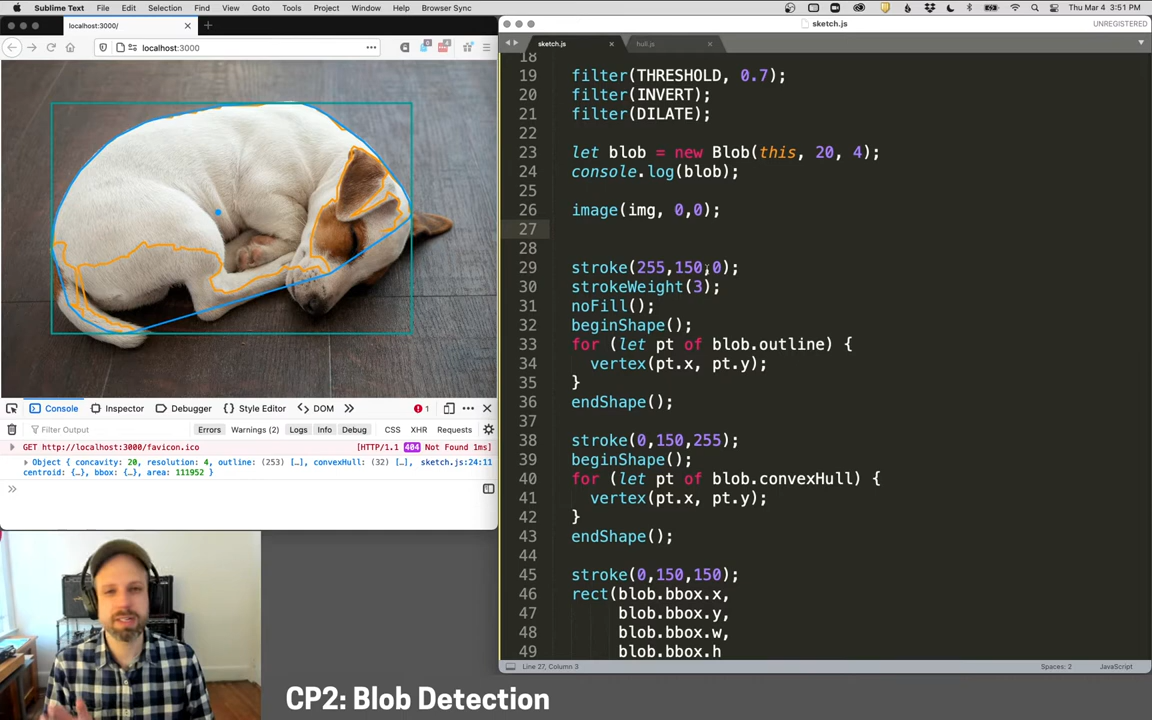 Sublime Text File Edit Selection Find View Goto Tools Project Window Help Browser Sync Thu Mar 4 3:51 PM
localhost:3000/
localhost:3000
Console Inspector Debugger Style Editor DOM 1
Filter Output Errors Warnings (2) Logs Info Debug CSS XHR Requests
GET http://localhost:3000/favicon.ico [HTTP/1.1 404 Not Found 1ms]
Object { concavity: 20, resolution: 4, outline: (253) […], convexHull: (32) […], sketch.js:24:11
centroid: {…}, bbox: {…}, area: 111952 }
sketch.js UNREGISTERED
sketch.js hull.js
18
19 filter(THRESHOLD, 0.7);
20 filter(INVERT);
21 filter(DILATE);
22
23 let blob = new Blob(this, 20, 4);
24 console.log(blob);
25
26 image(img, 0,0);
27
28
29 stroke(255,150,0);
30 strokeWeight(3);
31 noFill();
32 beginShape();
33 for (let pt of blob.outline) {
34 vertex(pt.x, pt.y);
35 }
36 endShape();
37
38 stroke(0,150,255);
39 beginShape();
40 for (let pt of blob.convexHull) {
41 vertex(pt.x, pt.y);
42 }
43 endShape();
44
45 stroke(0,150,150);
46 rect(blob.bbox.x,
47 blob.bbox.y,
48 blob.bbox.w,
49 blob.bbox.h
Line 27, Column 3 Spaces: 2 JavaScript
CP2: Blob Detection